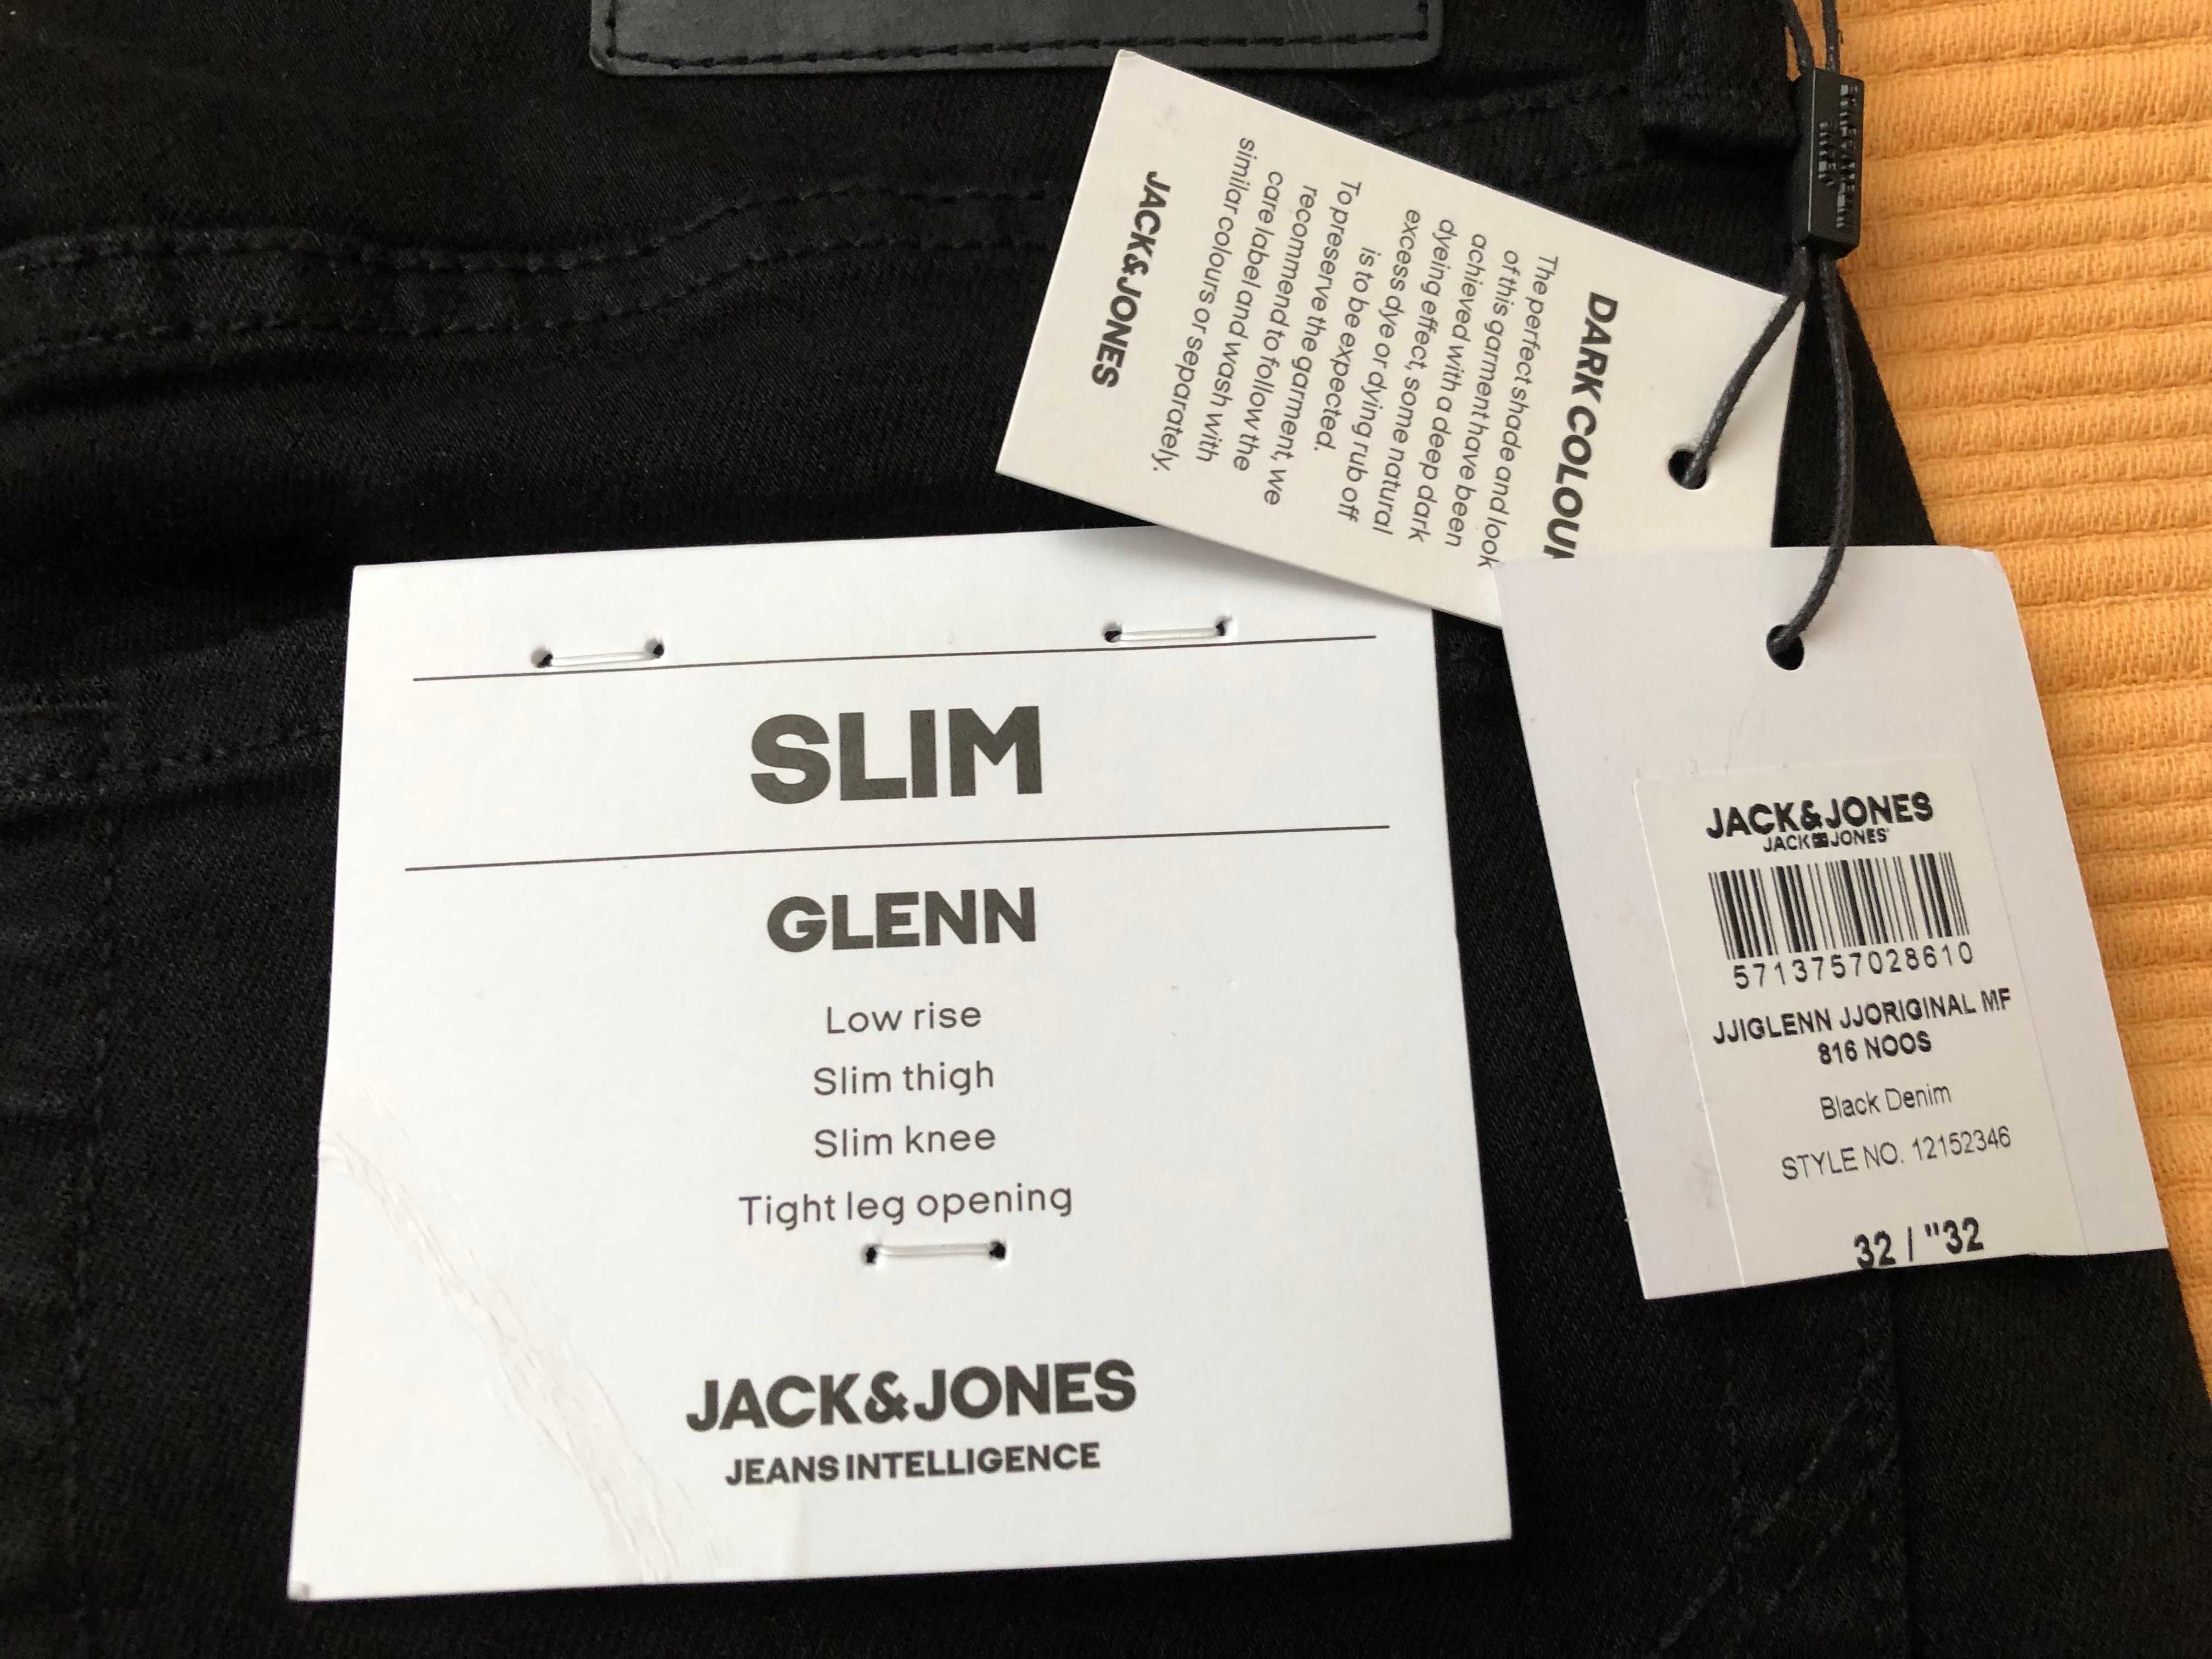 SLIM
GLENN
Low rise
Slim thigh
Slim knee
Tight leg opening
JACK&JONES
JEANS INTELLIGENCE
DARK COLOUR
The perfect shade and look
of this garment have been
achieved with a deep dark
dyeing effect, some natural
excess dye or dying rub off
is to be expected.
To preserve the garment, we
recommend to follow the
care label and wash with
similar colours or separately.
JACK&JONES
JACK&JONES
JACK JONES
5713757028610
JJIGLENN JJORIGINAL MF
816 NOOS
Black Denim
STYLE NO. 12152346
32 / "32